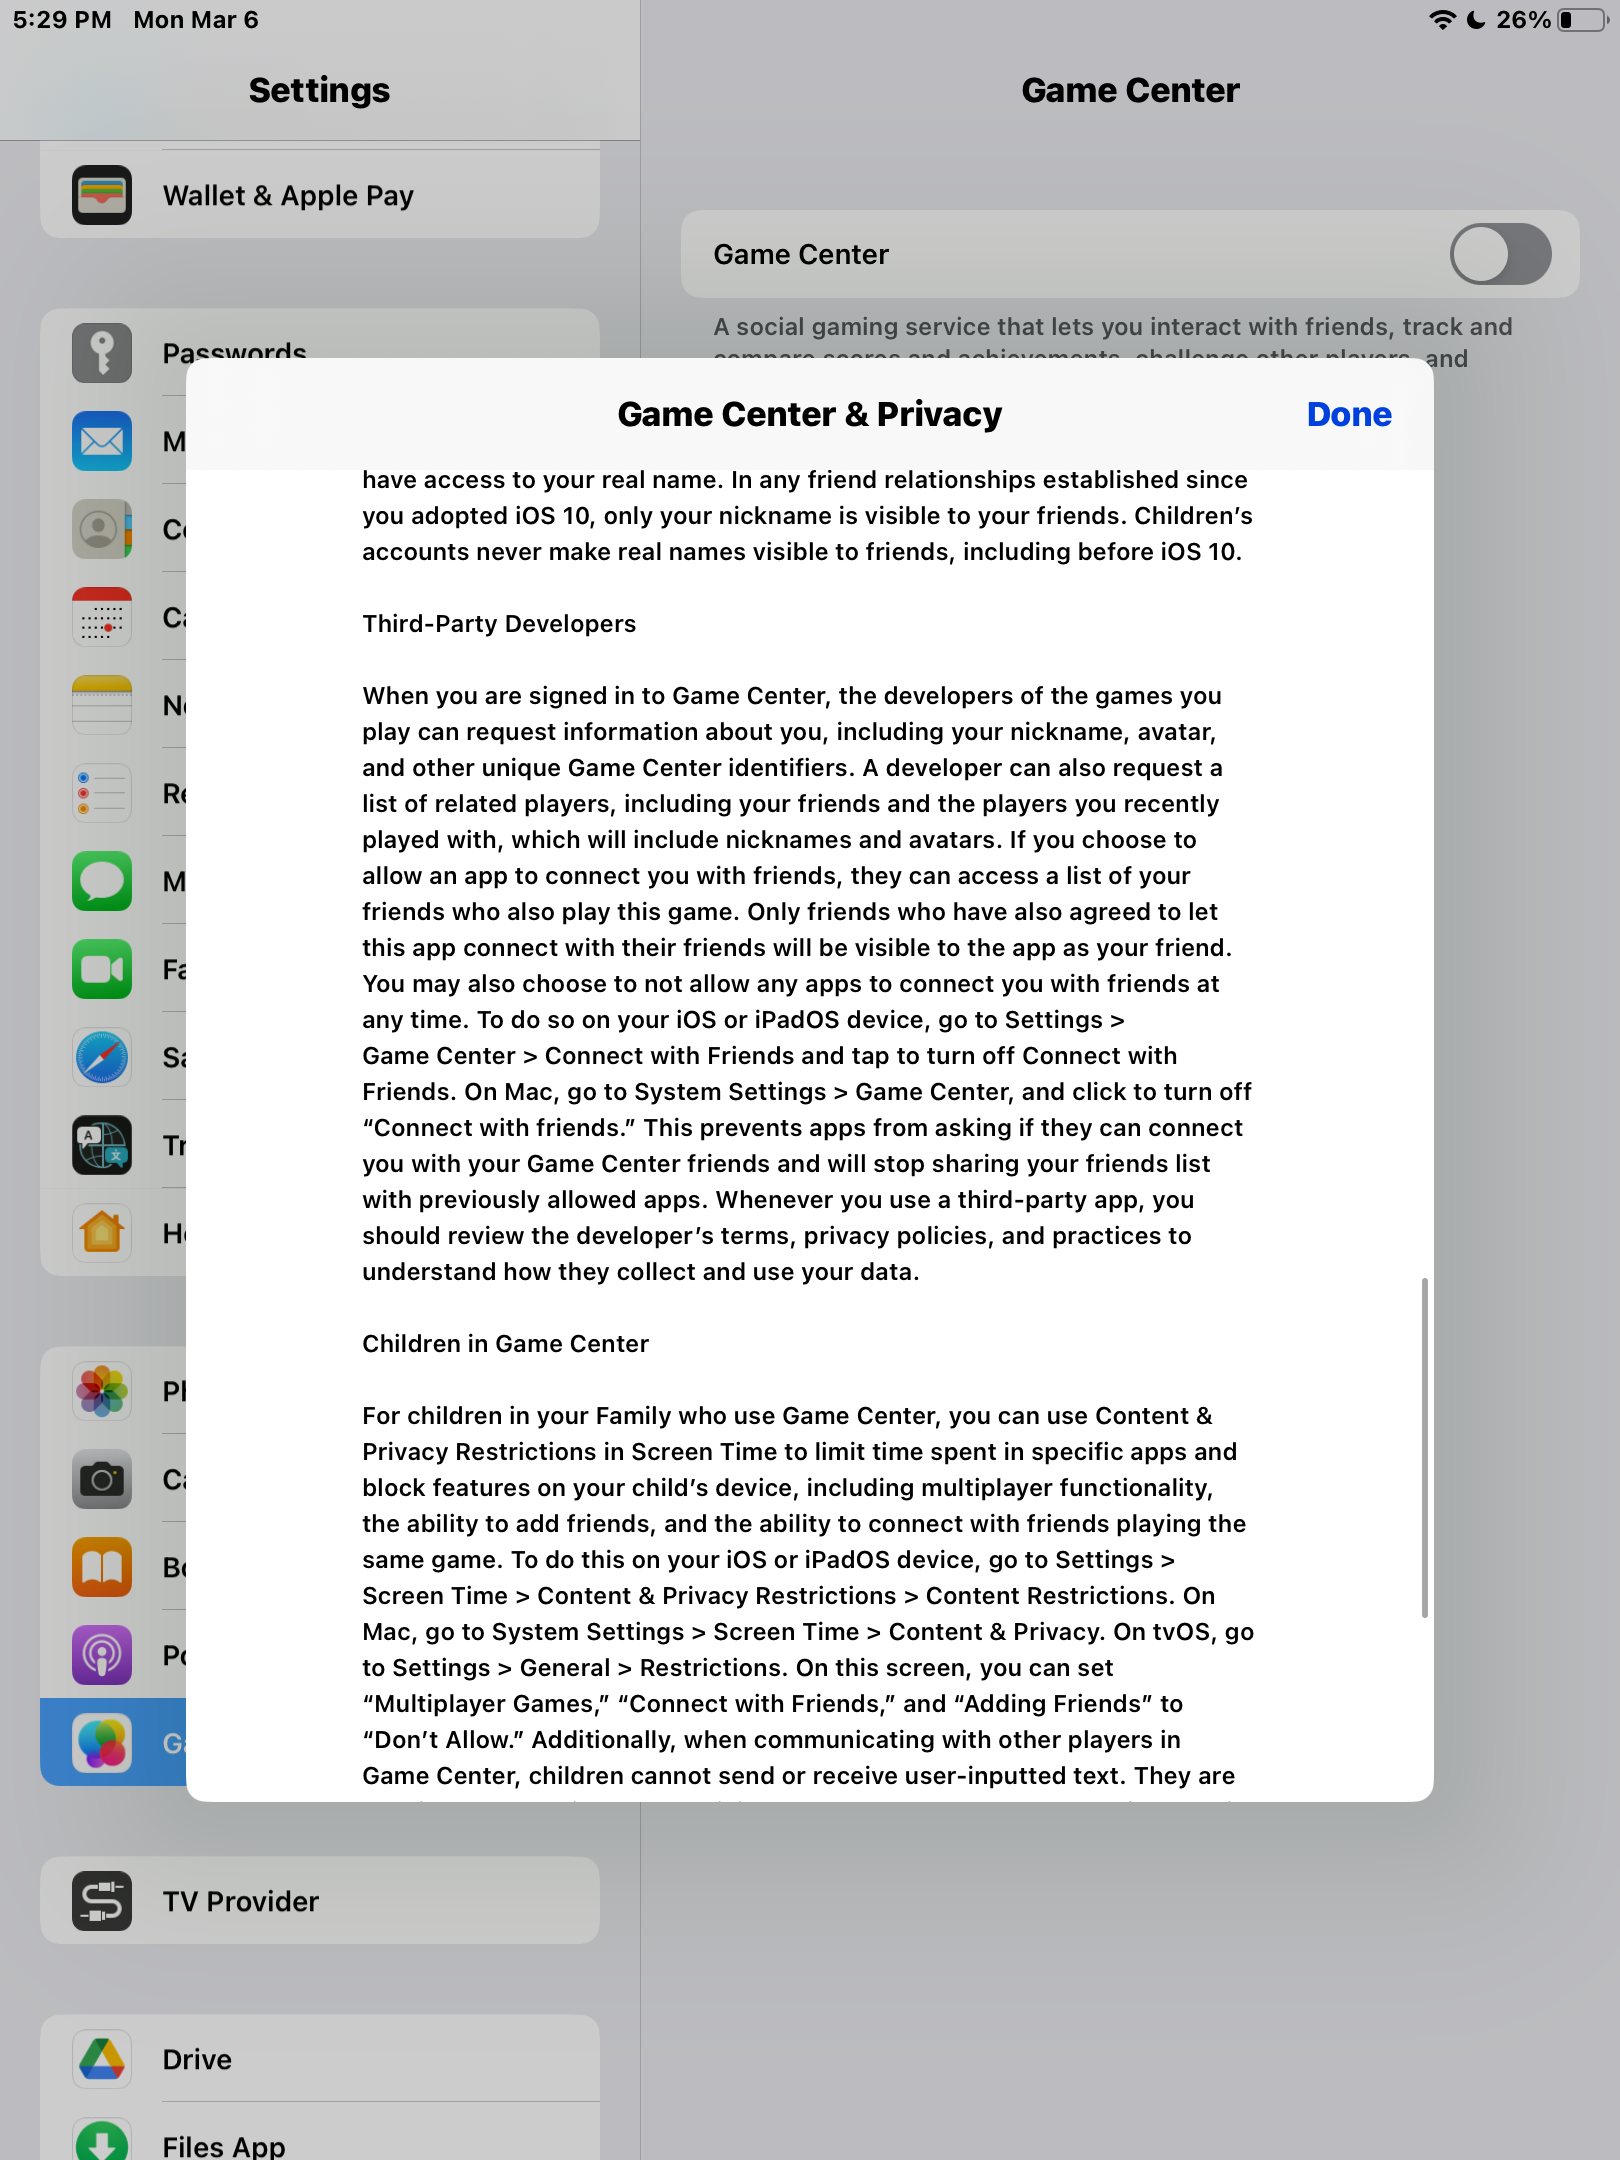 5:29 PM Mon Mar 6
26%
Settings
Game Center
Wallet & Apple Pay
Game Center
A social gaming service that lets you interact with friends, track and
compare scores and achievements, challenge other players, and
Passwords
Game Center & Privacy
Done
have access to your real name. In any friend relationships established since
you adopted iOS 10, only your nickname is visible to your friends. Children’s
accounts never make real names visible to friends, including before iOS 10.
Third-Party Developers
When you are signed in to Game Center, the developers of the games you
play can request information about you, including your nickname, avatar,
and other unique Game Center identifiers. A developer can also request a
list of related players, including your friends and the players you recently
played with, which will include nicknames and avatars. If you choose to
allow an app to connect you with friends, they can access a list of your
friends who also play this game. Only friends who have also agreed to let
this app connect with their friends will be visible to the app as your friend.
You may also choose to not allow any apps to connect you with friends at
any time. To do so on your iOS or iPadOS device, go to Settings >
Game Center > Connect with Friends and tap to turn off Connect with
Friends. On Mac, go to System Settings > Game Center, and click to turn off
“Connect with friends.” This prevents apps from asking if they can connect
you with your Game Center friends and will stop sharing your friends list
with previously allowed apps. Whenever you use a third-party app, you
should review the developer’s terms, privacy policies, and practices to
understand how they collect and use your data.
Children in Game Center
For children in your Family who use Game Center, you can use Content &
Privacy Restrictions in Screen Time to limit time spent in specific apps and
block features on your child’s device, including multiplayer functionality,
the ability to add friends, and the ability to connect with friends playing the
same game. To do this on your iOS or iPadOS device, go to Settings >
Screen Time > Content & Privacy Restrictions > Content Restrictions. On
Mac, go to System Settings > Screen Time > Content & Privacy. On tvOS, go
to Settings > General > Restrictions. On this screen, you can set
“Multiplayer Games,” “Connect with Friends,” and “Adding Friends” to
“Don’t Allow.” Additionally, when communicating with other players in
Game Center, children cannot send or receive user-inputted text. They are
TV Provider
Drive
Files App